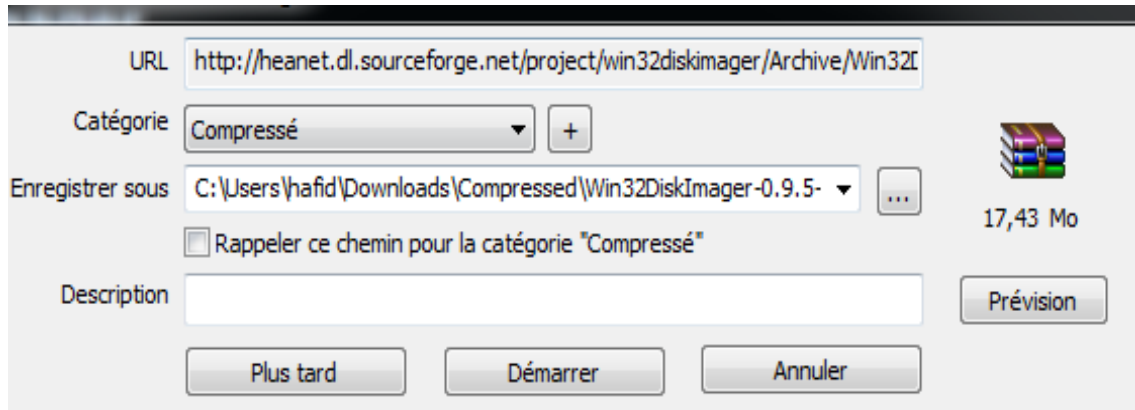 URL http://heanet.dl.sourceforge.net/project/win32diskimager/Archive/Win32D
Catégorie Compressé +
Enregistrer sous C:\Users\hafid\Downloads\Compressed\Win32DiskImager-0.9.5- ...
17,43 Mo
Rappeler ce chemin pour la catégorie "Compressé"
Description
Prévision
Plus tard Démarrer Annuler